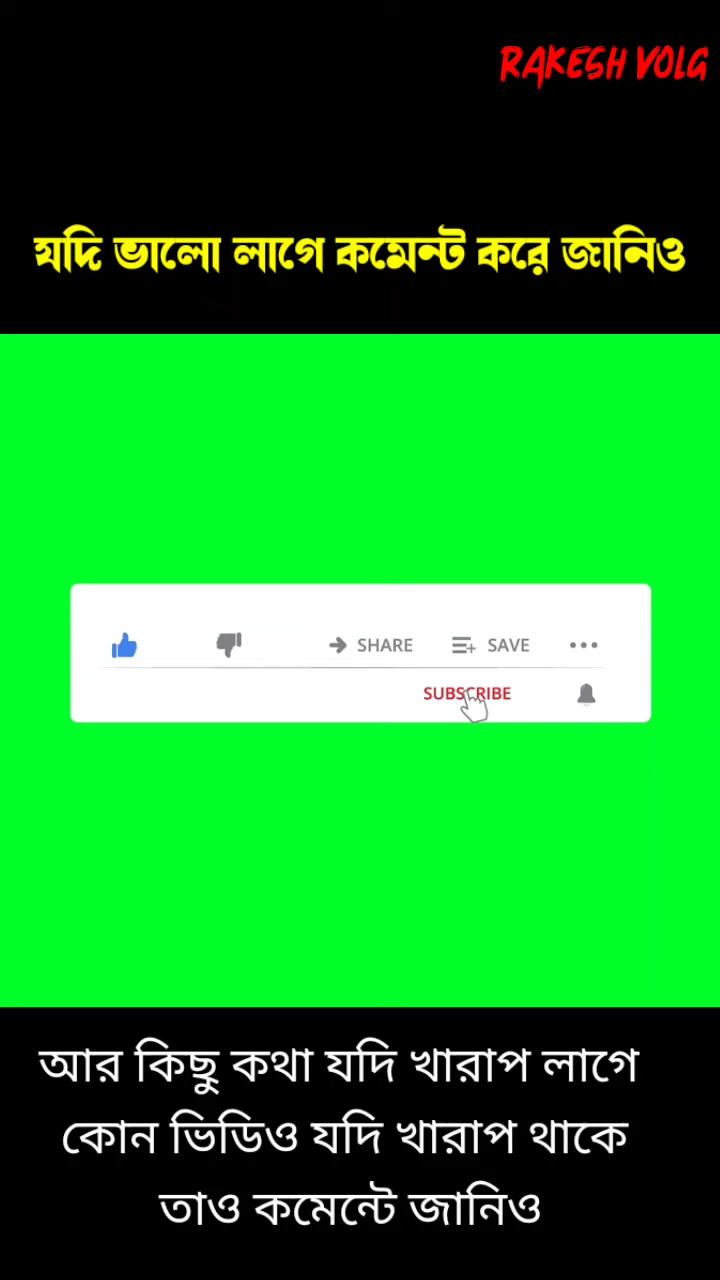 RAKESH VOLG
যদি ভালো লাগে কমেন্ট করে জানিও
SHARE SAVE
SUBSCRIBE
আর কিছু কথা যদি খারাপ লাগে
কোন ভিডিও যদি খারাপ থাকে
তাও কমেন্টে জানিও